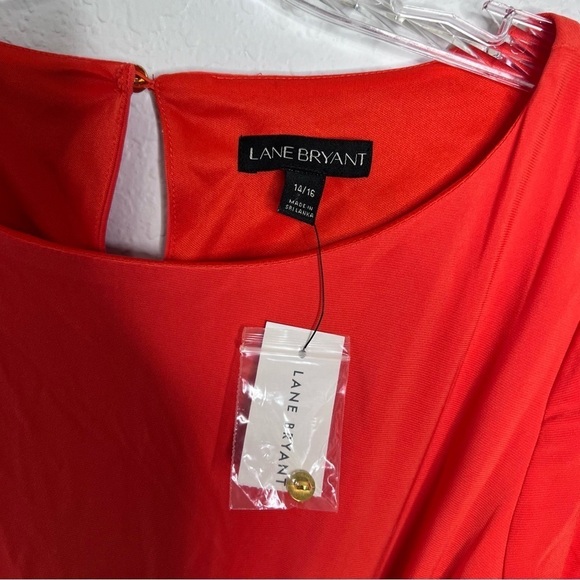 LANE BRYANT
14/16
MADE IN
SRI LANKA
LANE BRYANT